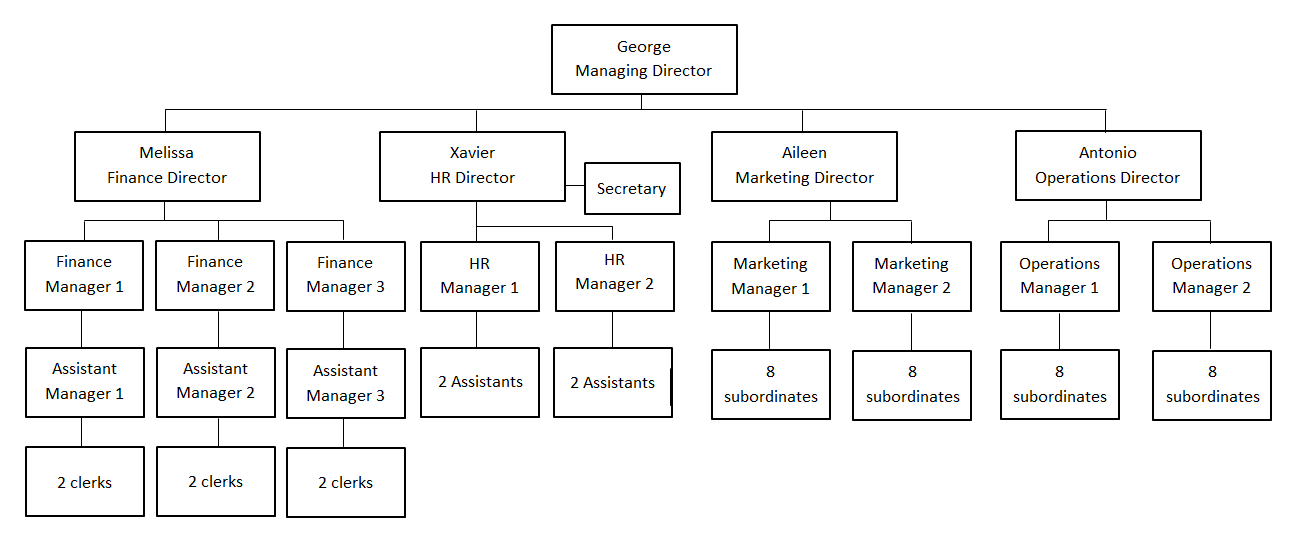 George
Managing Director
Melissa
Finance Director
Xavier
HR Director
Secretary
Aileen
Marketing Director
Antonio
Operations Director
Finance
Manager 1
Finance
Manager 2
Finance
Manager 3
HR
Manager 1
HR
Manager 2
Marketing
Manager 1
Marketing
Manager 2
Operations
Manager 1
Operations
Manager 2
Assistant
Manager 1
Assistant
Manager 2
Assistant
Manager 3
2 Assistants
2 Assistants
8
subordinates
8
subordinates
8
subordinates
8
subordinates
2 clerks
2 clerks
2 clerks